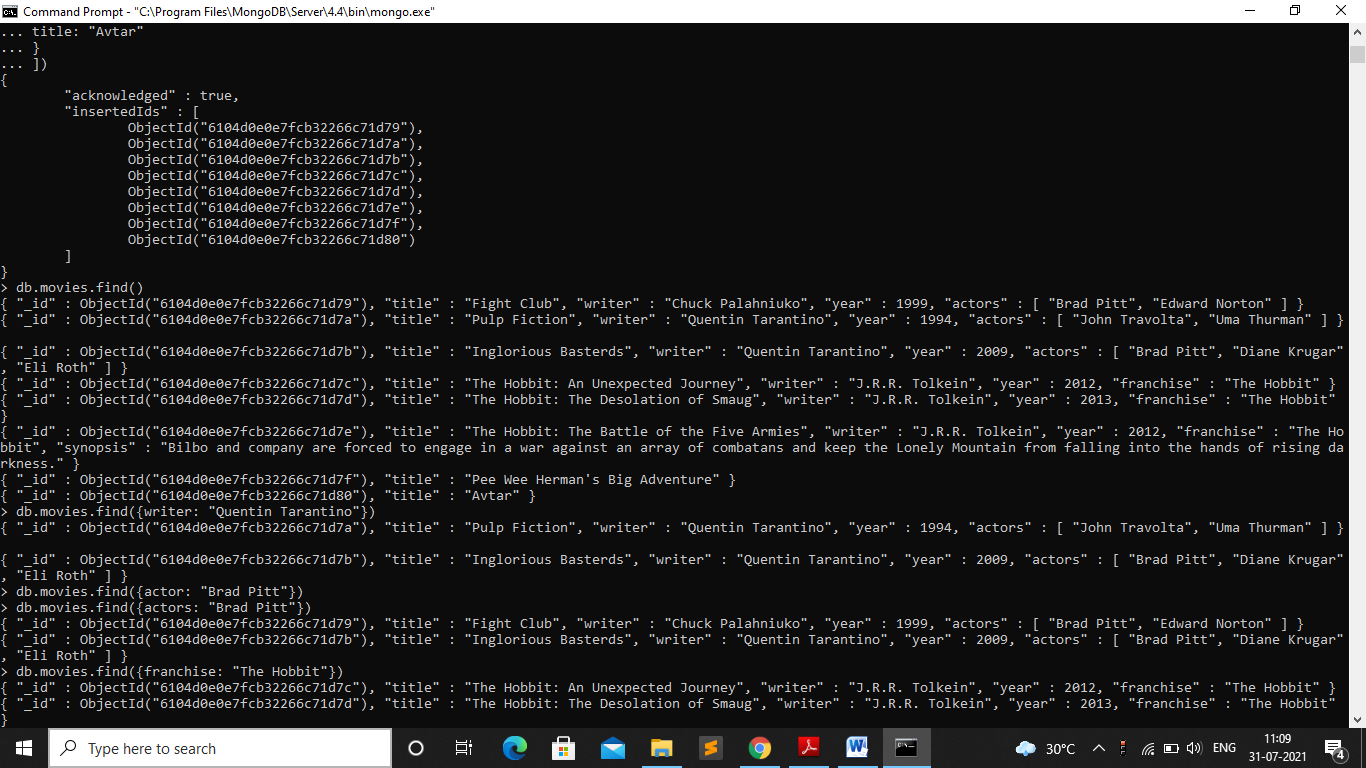 Command Prompt - "C:\Program Files\MongoDB\Server\4.4\bin\mongo.exe"
... title: "Avtar"
... }
... ])
{
        "acknowledged" : true,
        "insertedIds" : [
                ObjectId("6104d0e0e7fcb32266c71d79"),
                ObjectId("6104d0e0e7fcb32266c71d7a"),
                ObjectId("6104d0e0e7fcb32266c71d7b"),
                ObjectId("6104d0e0e7fcb32266c71d7c"),
                ObjectId("6104d0e0e7fcb32266c71d7d"),
                ObjectId("6104d0e0e7fcb32266c71d7e"),
                ObjectId("6104d0e0e7fcb32266c71d7f"),
                ObjectId("6104d0e0e7fcb32266c71d80")
        ]
}
> db.movies.find()
{ "_id" : ObjectId("6104d0e0e7fcb32266c71d79"), "title" : "Fight Club", "writer" : "Chuck Palahniuko", "year" : 1999, "actors" : [ "Brad Pitt", "Edward Norton" ] }
{ "_id" : ObjectId("6104d0e0e7fcb32266c71d7a"), "title" : "Pulp Fiction", "writer" : "Quentin Tarantino", "year" : 1994, "actors" : [ "John Travolta", "Uma Thurman" ] }
{ "_id" : ObjectId("6104d0e0e7fcb32266c71d7b"), "title" : "Inglorious Basterds", "writer" : "Quentin Tarantino", "year" : 2009, "actors" : [ "Brad Pitt", "Diane Krugar"
, "Eli Roth" ] }
{ "_id" : ObjectId("6104d0e0e7fcb32266c71d7c"), "title" : "The Hobbit: An Unexpected Journey", "writer" : "J.R.R. Tolkein", "year" : 2012, "franchise" : "The Hobbit" }
{ "_id" : ObjectId("6104d0e0e7fcb32266c71d7d"), "title" : "The Hobbit: The Desolation of Smaug", "writer" : "J.R.R. Tolkein", "year" : 2013, "franchise" : "The Hobbit"
}
{ "_id" : ObjectId("6104d0e0e7fcb32266c71d7e"), "title" : "The Hobbit: The Battle of the Five Armies", "writer" : "J.R.R. Tolkein", "year" : 2012, "franchise" : "The Ho
bbit", "synopsis" : "Bilbo and company are forced to engage in a war against an array of combatans and keep the Lonely Mountain from falling into the hands of rising da
rkness." }
{ "_id" : ObjectId("6104d0e0e7fcb32266c71d7f"), "title" : "Pee Wee Herman's Big Adventure" }
{ "_id" : ObjectId("6104d0e0e7fcb32266c71d80"), "title" : "Avtar" }
> db.movies.find({writer: "Quentin Tarantino"})
{ "_id" : ObjectId("6104d0e0e7fcb32266c71d7a"), "title" : "Pulp Fiction", "writer" : "Quentin Tarantino", "year" : 1994, "actors" : [ "John Travolta", "Uma Thurman" ] }
{ "_id" : ObjectId("6104d0e0e7fcb32266c71d7b"), "title" : "Inglorious Basterds", "writer" : "Quentin Tarantino", "year" : 2009, "actors" : [ "Brad Pitt", "Diane Krugar"
, "Eli Roth" ] }
> db.movies.find({actor: "Brad Pitt"})
> db.movies.find({actors: "Brad Pitt"})
{ "_id" : ObjectId("6104d0e0e7fcb32266c71d79"), "title" : "Fight Club", "writer" : "Chuck Palahniuko", "year" : 1999, "actors" : [ "Brad Pitt", "Edward Norton" ] }
{ "_id" : ObjectId("6104d0e0e7fcb32266c71d7b"), "title" : "Inglorious Basterds", "writer" : "Quentin Tarantino", "year" : 2009, "actors" : [ "Brad Pitt", "Diane Krugar"
, "Eli Roth" ] }
> db.movies.find({franchise: "The Hobbit"})
{ "_id" : ObjectId("6104d0e0e7fcb32266c71d7c"), "title" : "The Hobbit: An Unexpected Journey", "writer" : "J.R.R. Tolkein", "year" : 2012, "franchise" : "The Hobbit" }
{ "_id" : ObjectId("6104d0e0e7fcb32266c71d7d"), "title" : "The Hobbit: The Desolation of Smaug", "writer" : "J.R.R. Tolkein", "year" : 2013, "franchise" : "The Hobbit"
}
Type here to search
30°C
ENG
11:09
31-07-2021
4